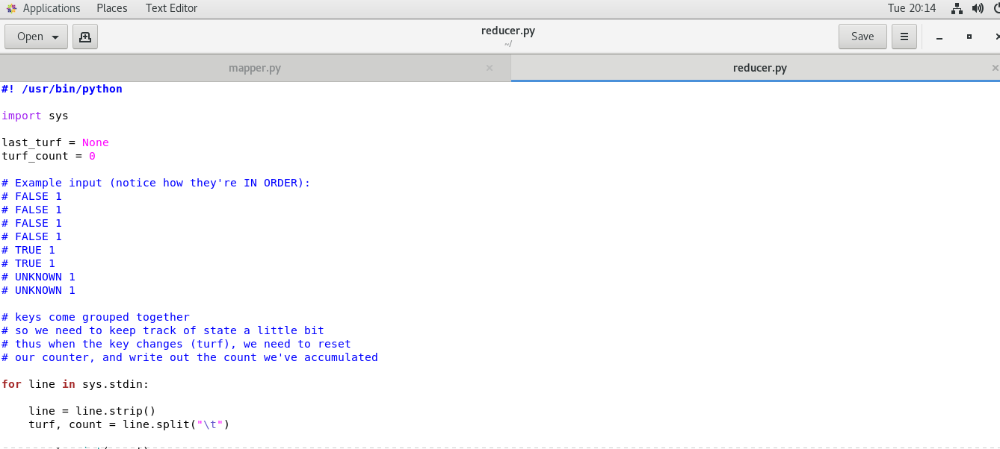 Applications Places Text Editor Tue 20:14
Open reducer.py Save
~/
mapper.py × reducer.py ×
#! /usr/bin/python
import sys
last_turf = None
turf_count = 0
# Example input (notice how they're IN ORDER):
# FALSE 1
# FALSE 1
# FALSE 1
# FALSE 1
# TRUE 1
# TRUE 1
# UNKNOWN 1
# UNKNOWN 1
# keys come grouped together
# so we need to keep track of state a little bit
# thus when the key changes (turf), we need to reset
# our counter, and write out the count we've accumulated
for line in sys.stdin:
line = line.strip()
turf, count = line.split("\t")